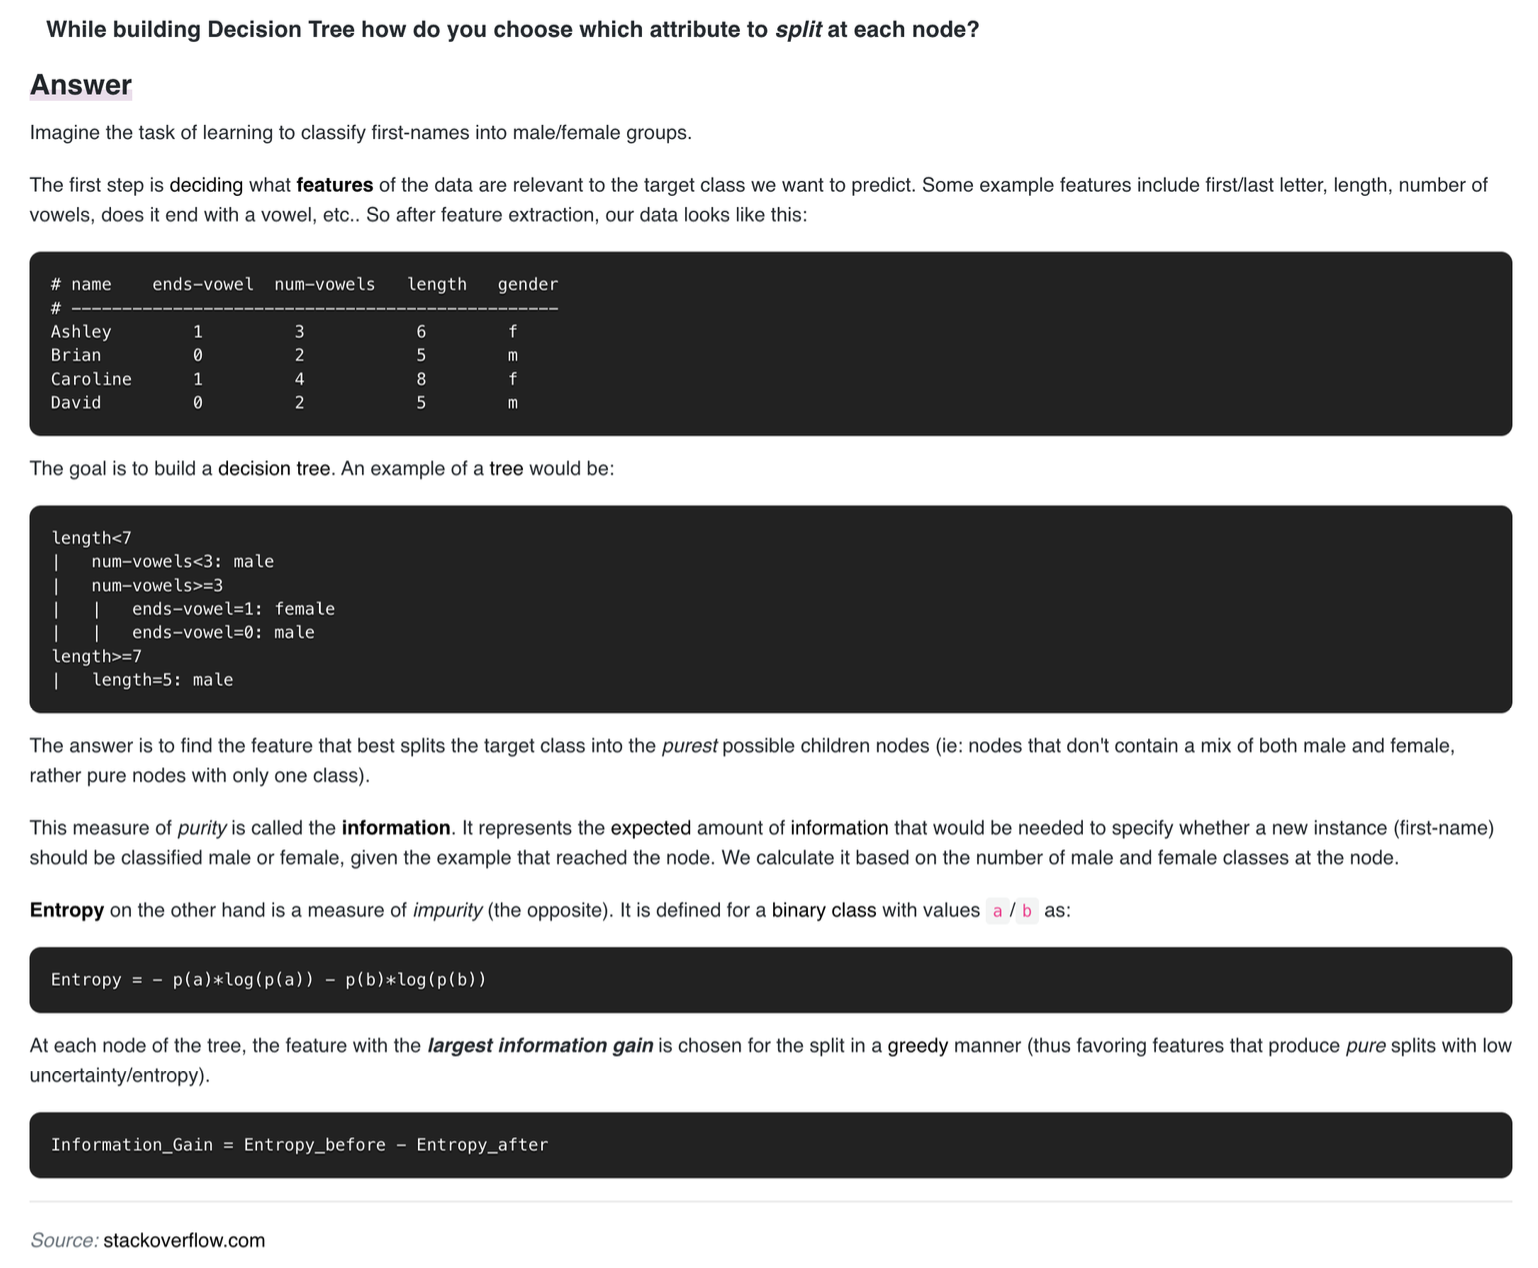 While building Decision Tree how do you choose which attribute to split at each node?
Answer
Imagine the task of learning to classify first-names into male/female groups.
The first step is deciding what features of the data are relevant to the target class we want to predict. Some example features include first/last letter, length, number of
vowels, does it end with a vowel, etc.. So after feature extraction, our data looks like this:
# name    ends-vowel  num-vowels   length   gender
# ------------------------------------------------
Ashley        1         3           6        f
Brian         0         2           5        m
Caroline      1         4           8        f
David         0         2           5        m
The goal is to build a decision tree. An example of a tree would be:
length<7
|   num-vowels<3: male
|   num-vowels>=3
|   |   ends-vowel=1: female
|   |   ends-vowel=0: male
length>=7
|   length=5: male
The answer is to find the feature that best splits the target class into the purest possible children nodes (ie: nodes that don't contain a mix of both male and female,
rather pure nodes with only one class).
This measure of purity is called the information. It represents the expected amount of information that would be needed to specify whether a new instance (first-name)
should be classified male or female, given the example that reached the node. We calculate it based on the number of male and female classes at the node.
Entropy on the other hand is a measure of impurity (the opposite). It is defined for a binary class with values a / b as:
Entropy = - p(a)*log(p(a)) - p(b)*log(p(b))
At each node of the tree, the feature with the largest information gain is chosen for the split in a greedy manner (thus favoring features that produce pure splits with low
uncertainty/entropy).
Information_Gain = Entropy_before - Entropy_after
Source: stackoverflow.com